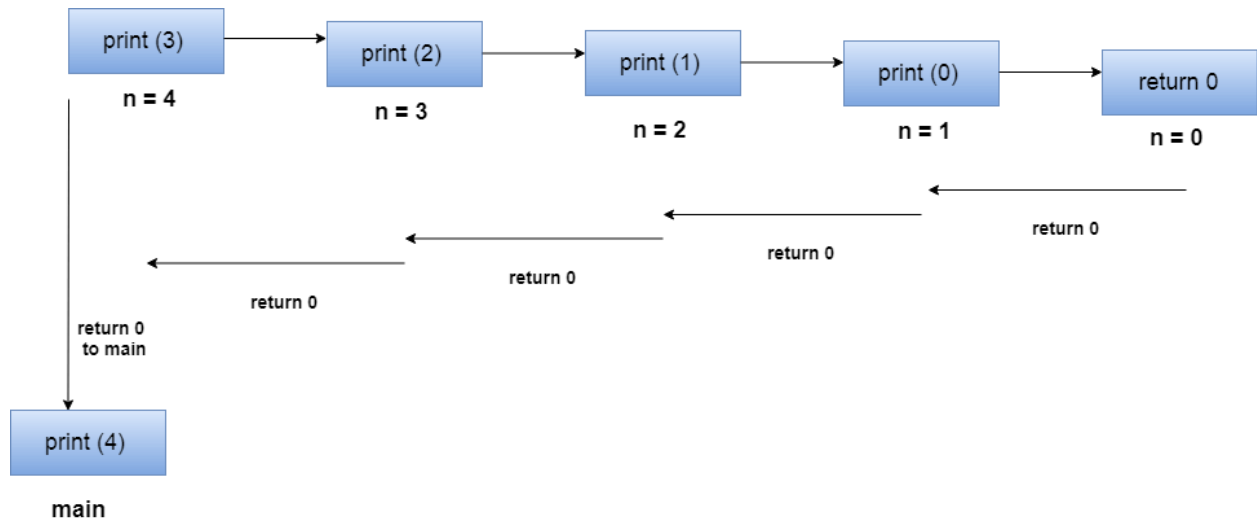 print (3)
print (2)
print (1)
print (0)
return 0
n = 4
n = 3
n = 2
n = 1
n = 0
return 0
return 0
return 0
return 0
return 0
to main
print (4)
main